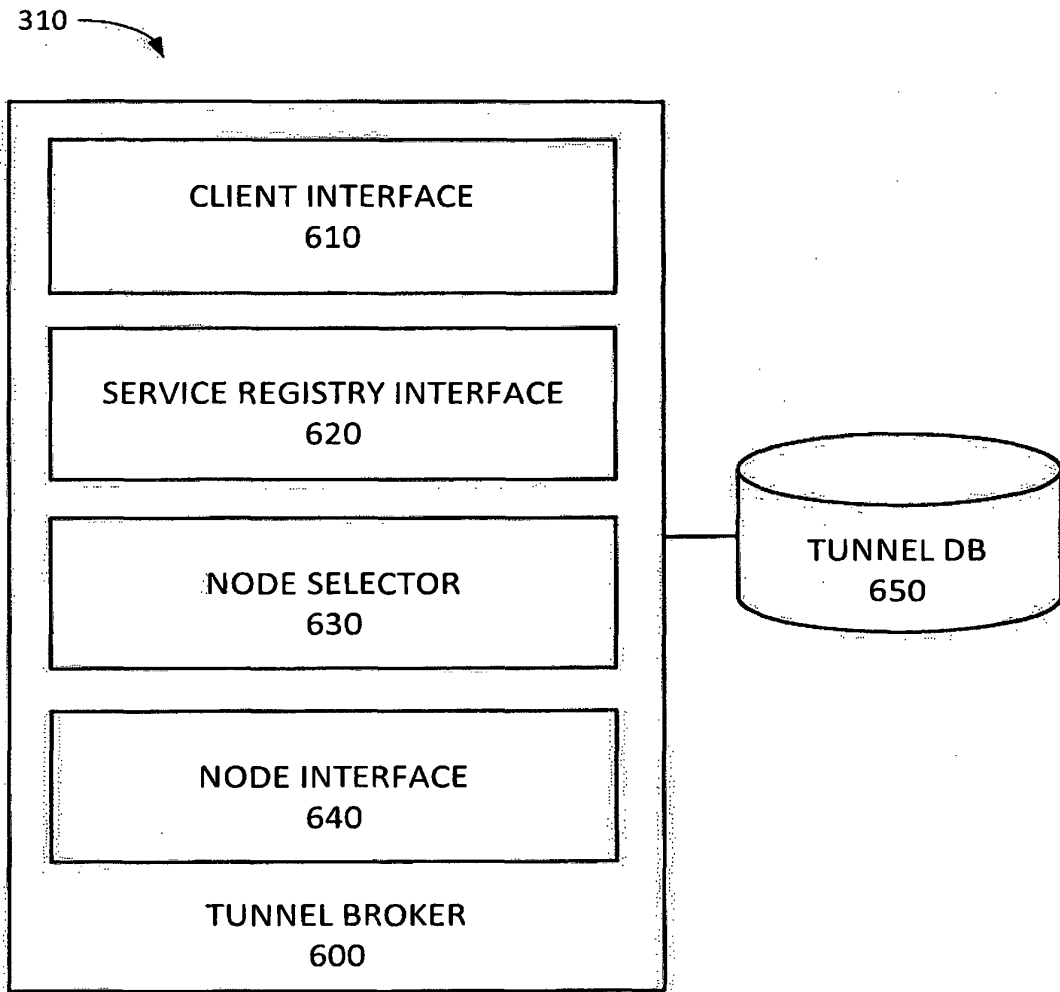 310
CLIENT INTERFACE
610
SERVICE REGISTRY INTERFACE
620
NODE SELECTOR
630
NODE INTERFACE
640
TUNNEL BROKER
600
TUNNEL DB
650